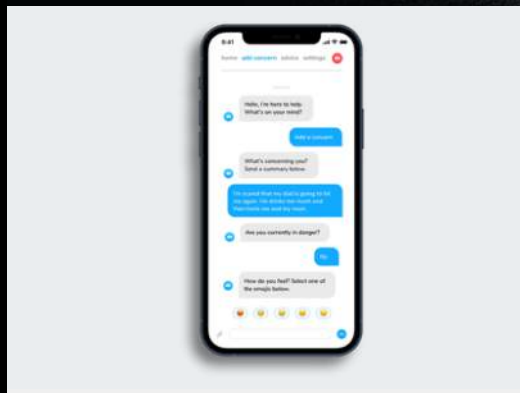 9:41
home add concern advice settings
Hello, I'm here to help.
What's on your mind?
Add a concern
What's concerning you?
Send a summary below.
I'm scared that my dad is going to hit
me again. He drinks too much and
then hurts me and my mom.
Are you currently in danger?
No
How do you feel? Select one of
the emojis below.